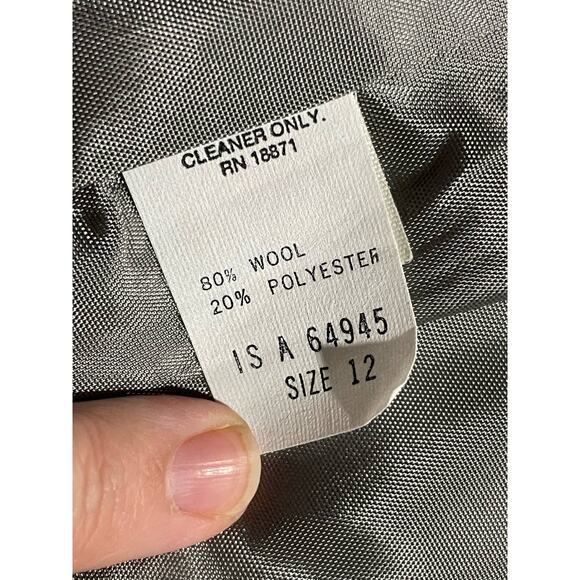 CLEANER ONLY.
RN 18871
80% WOOL
20% POLYESTER
IS A 64945
SIZE 12